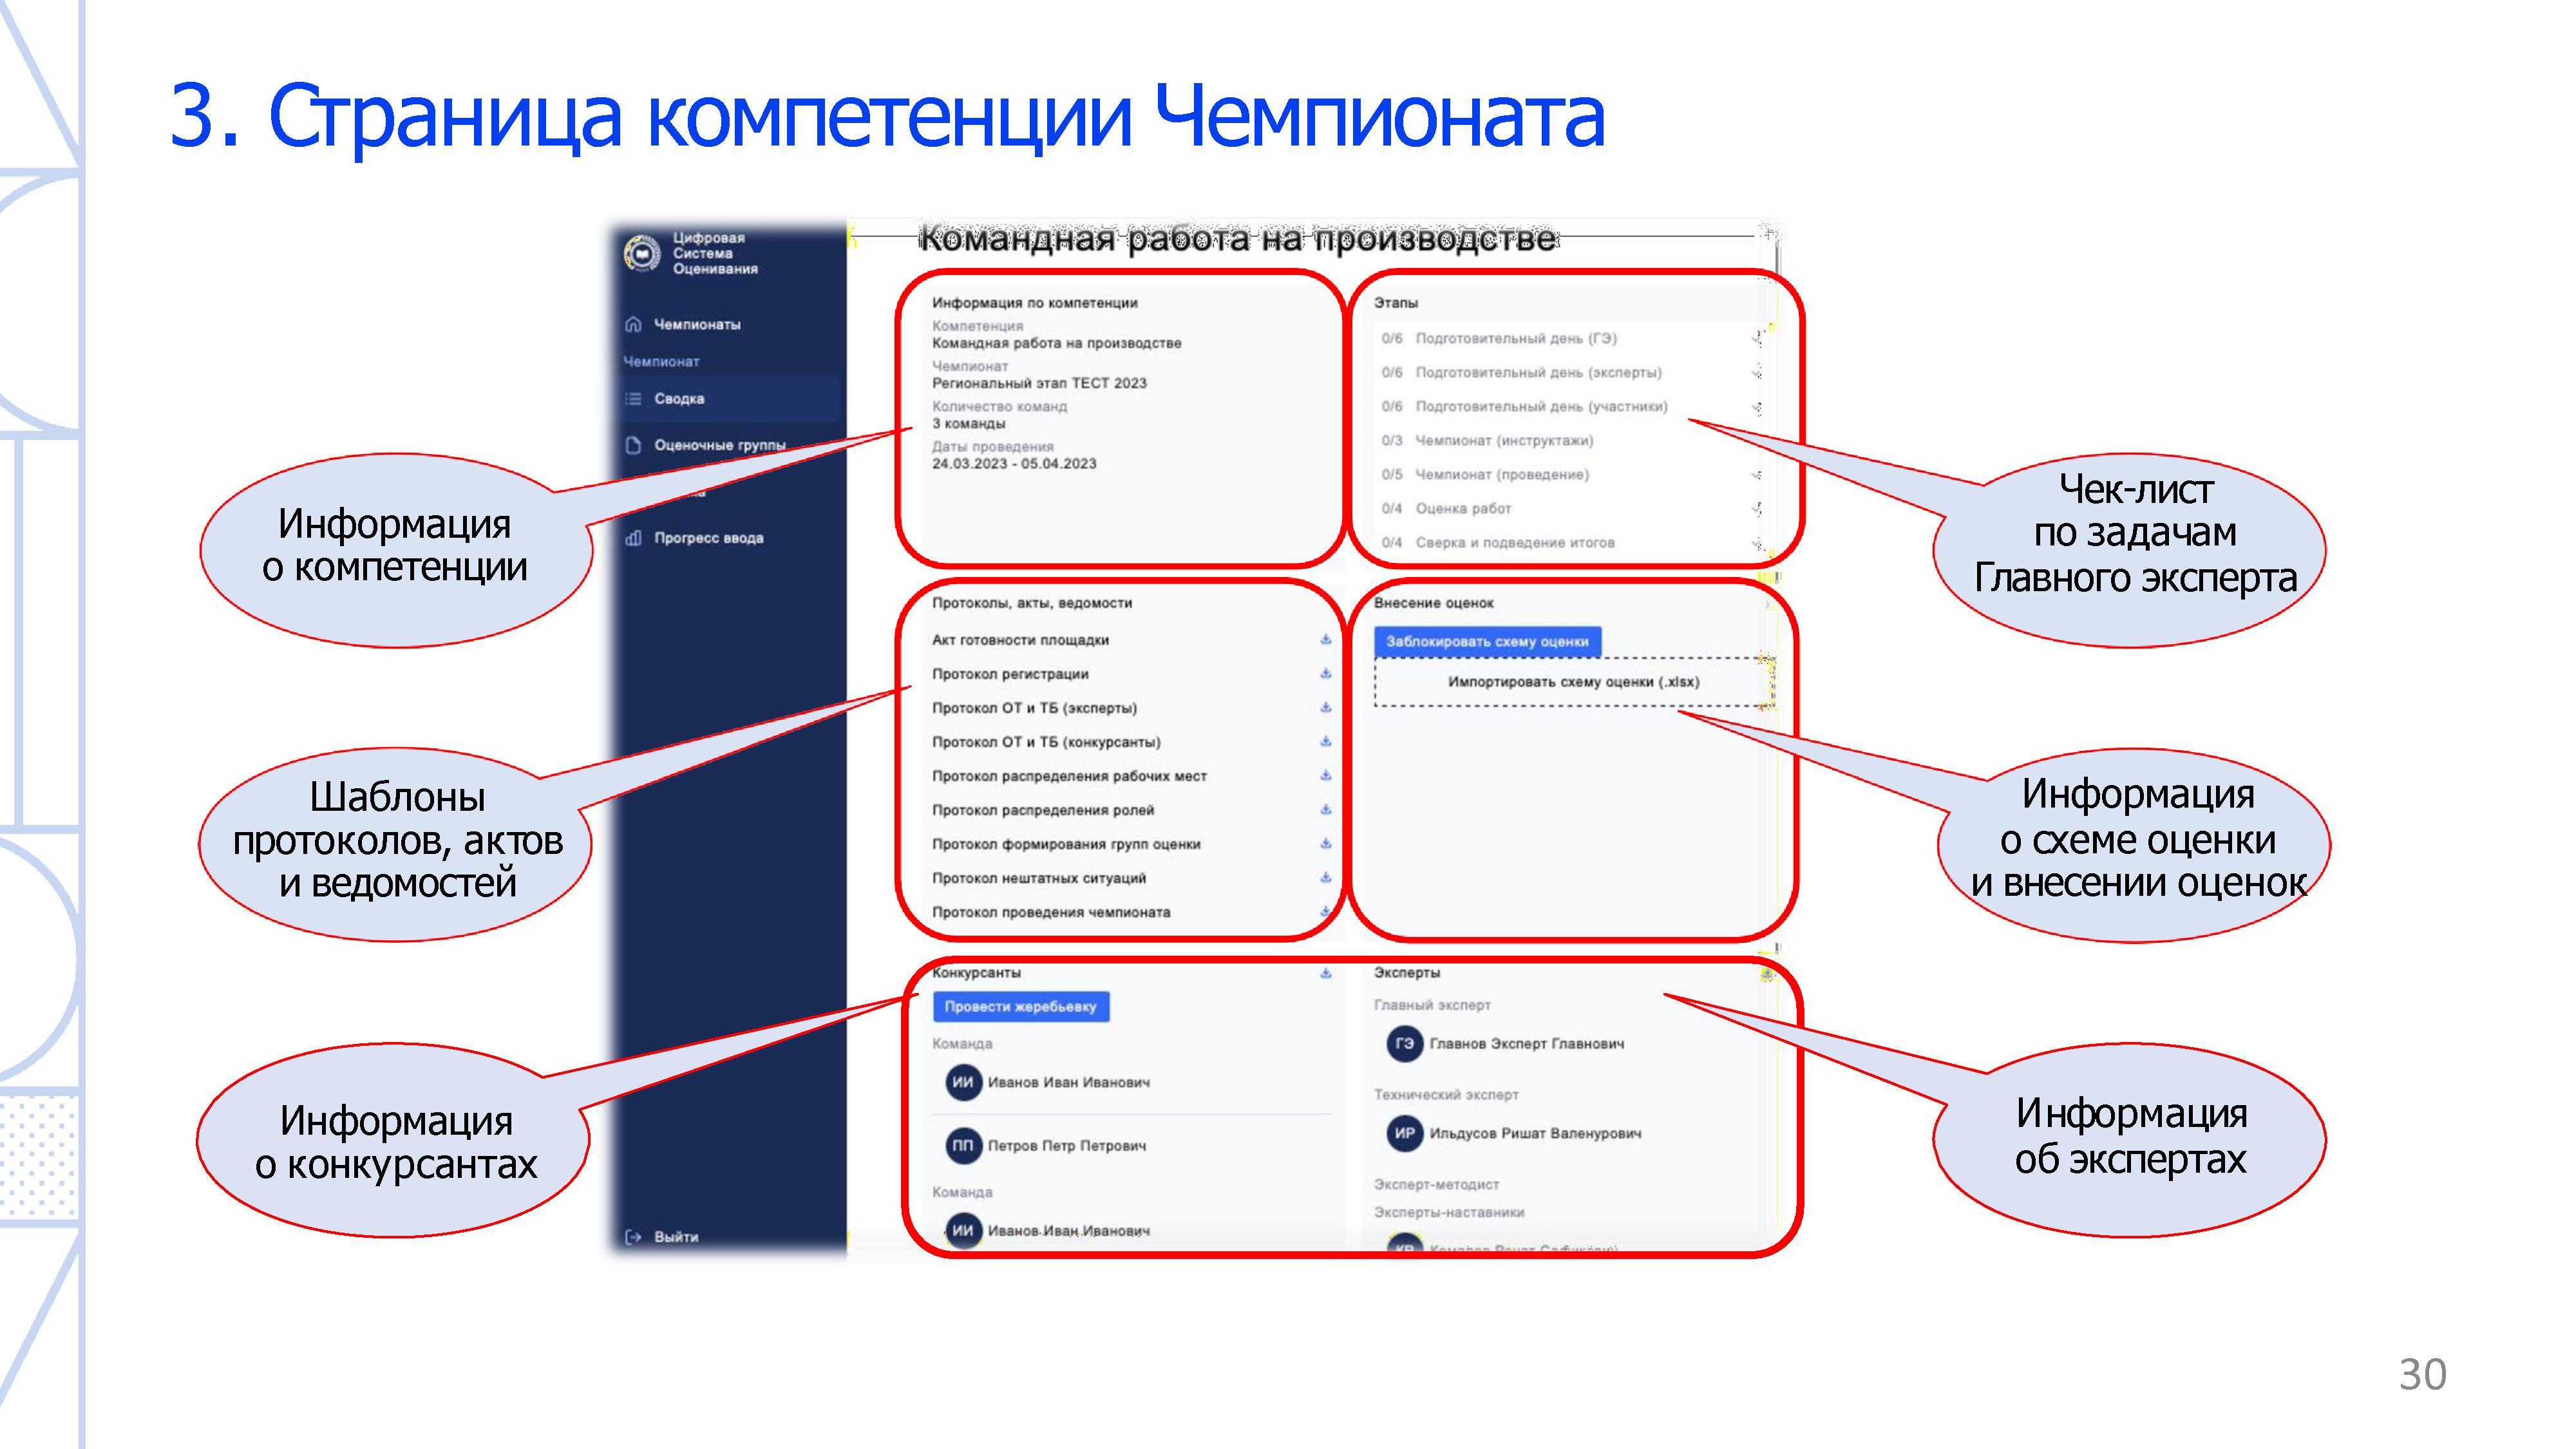 3. Страница компетенции Чемпионата
Цифровая
Система
Оценивания
Чемпионаты
Чемпионат
Сводка
Оценочные группы
Прогресс ввода
Выйти
Командная работа на производстве
Информация по компетенции
Компетенция
Командная работа на производстве
Чемпионат
Региональный этап ТЕСТ 2023
Количество команд
3 команды
Даты проведения
24.03.2023 - 05.04.2023
Этапы
0/6 Подготовительный день (ГЭ)
0/6 Подготовительный день (эксперты)
0/6 Подготовительный день (участники)
0/3 Чемпионат (инструктажи)
0/5 Чемпионат (проведение)
0/4 Оценка работ
0/4 Сверка и подведение итогов
Протоколы, акты, ведомости
Акт готовности площадки
Протокол регистрации
Протокол ОТ и ТБ (эксперты)
Протокол ОТ и ТБ (конкурсанты)
Протокол распределения рабочих мест
Протокол распределения ролей
Протокол формирования групп оценки
Протокол нештатных ситуаций
Протокол проведения чемпионата
Внесение оценок
Заблокировать схему оценки
Импортировать схему оценки (.xlsx)
Конкурсанты
Провести жеребьевку
Команда
ИИ Иванов Иван Иванович
ПП Петров Петр Петрович
Команда
ИИ Иванов Иван Иванович
Эксперты
Главный эксперт
ГЭ Главнов Эксперт Главнович
Технический эксперт
ИР Ильдусов Ришат Валенурович
Эксперт-методист
Эксперты-наставники
Информация
о компетенции
Шаблоны
протоколов, актов
и ведомостей
Информация
о конкурсантах
Чек-лист
по задачам
Главного эксперта
Информация
о схеме оценки
и внесении оценок
Информация
об экспертах
30